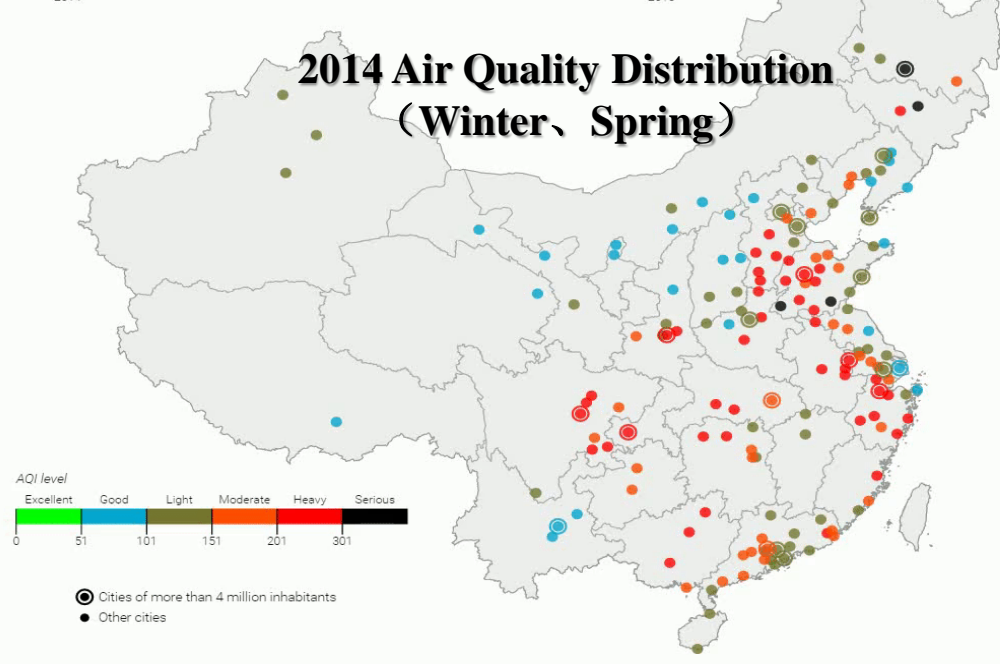 2014 Air Quality Distribution
（Winter、Spring）
AQI level
Excellent Good Light Moderate Heavy Serious
0 51 101 151 201 301
Cities of more than 4 million inhabitants
Other cities